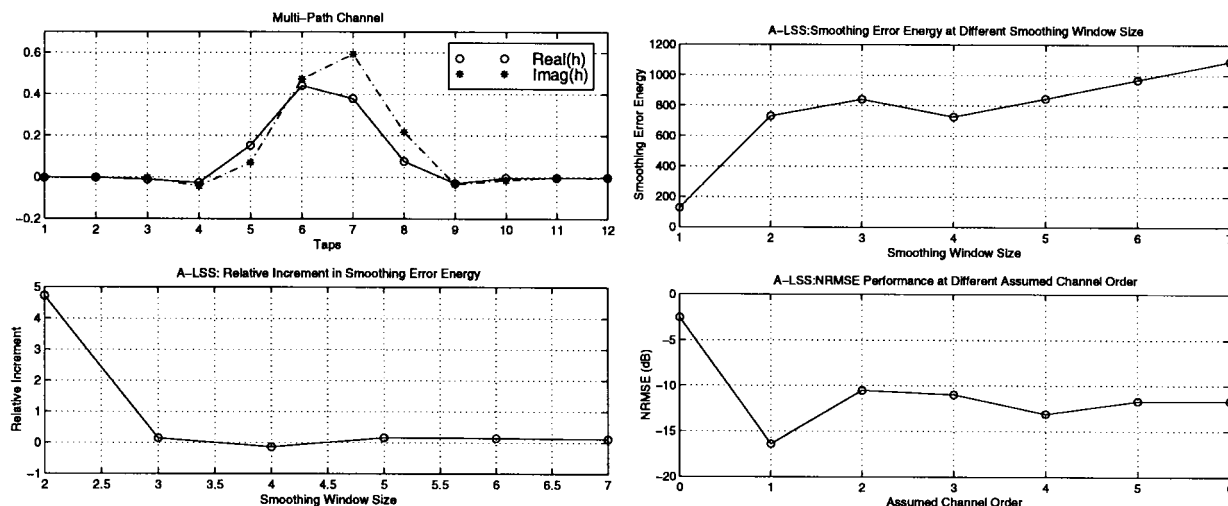 Multi-Path Channel
0.6
0.4
0.2
0
-0.2
Real(h)
Imag(h)
1 2 3 4 5 6 7 8 9 10 11 12
Taps
A-LSS:Smoothing Error Energy at Different Smoothing Window Size
Smoothing Error Energy
1200
1000
800
600
400
200
0
1 2 3 4 5 6 7
Smoothing Window Size
A-LSS: Relative Increment in Smoothing Error Energy
Relative Increment
5
4
3
2
1
0
-1
2 2.5 3 3.5 4 4.5 5 5.5 6 6.5 7
Smoothing Window Size
A-LSS:NRMSE Performance at Different Assumed Channel Order
NRMSE (dB)
0
-5
-10
-15
-20
0 1 2 3 4 5 6
Assumed Channel Order